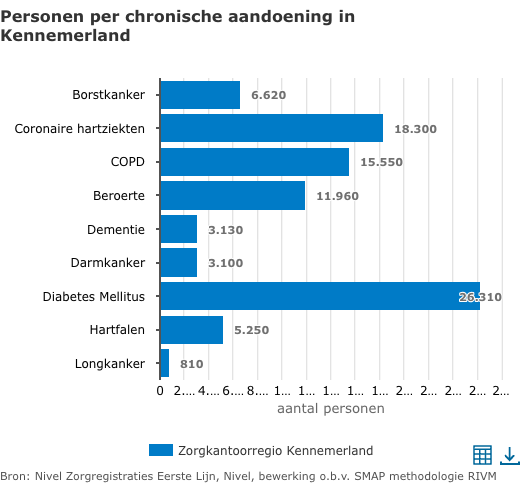 Personen per chronische aandoening in
Kennemerland
Borstkanker 6.620
Coronaire hartziekten 18.300
COPD 15.550
Beroerte 11.960
Dementie 3.130
Darmkanker 3.100
Diabetes Mellitus 26.310
Hartfalen 5.250
Longkanker 810
0 2.… 4.… 6.… 8.… 1… 1… 1… 1… 1… 2… 2… 2… 2… 2…
aantal personen
Zorgkantoorregio Kennemerland
Bron: Nivel Zorgregistraties Eerste Lijn, Nivel, bewerking o.b.v. SMAP methodologie RIVM